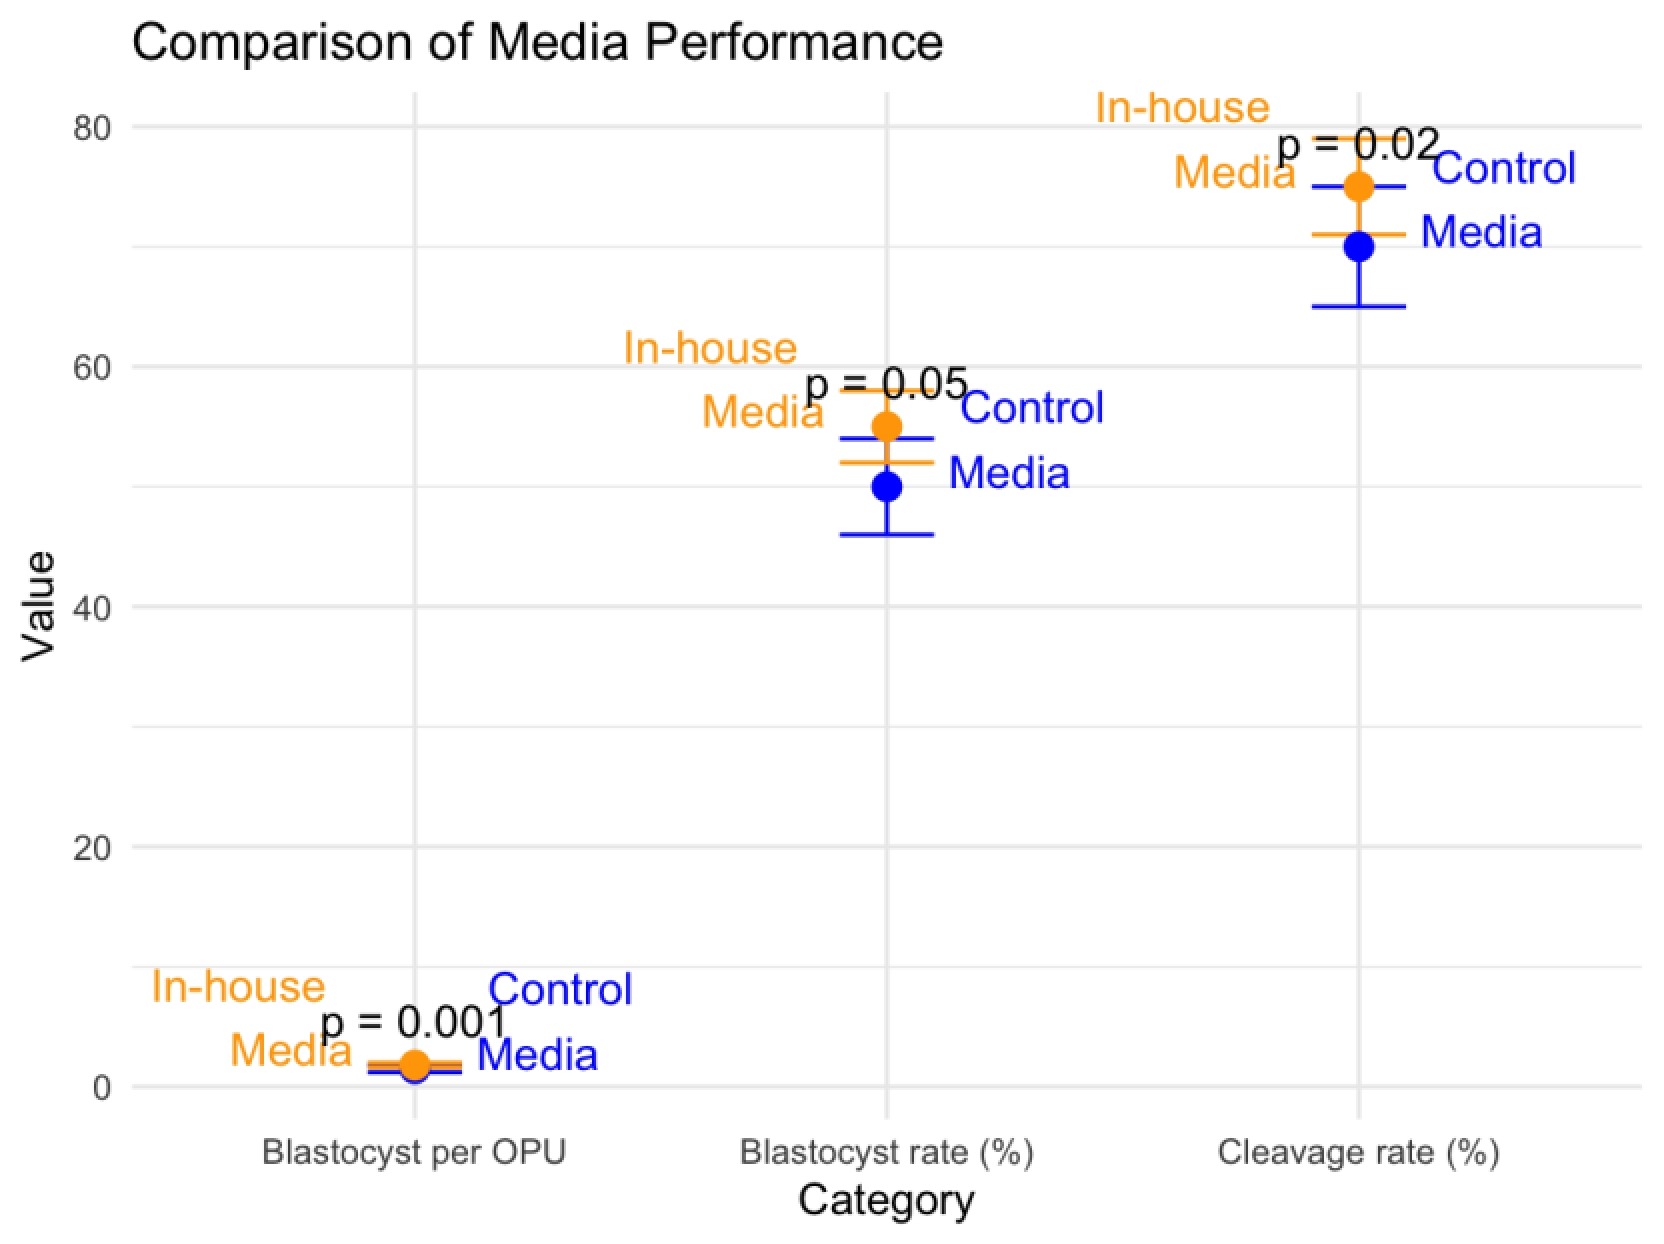 Comparison of Media Performance
80
60
40
20
0
Value
In-house
Media
p = 0.02
Control
Media
In-house
Media
p = 0.05
Control
Media
In-house
Media
p = 0.001
Control
Media
Blastocyst per OPU
Blastocyst rate (%)
Cleavage rate (%)
Category